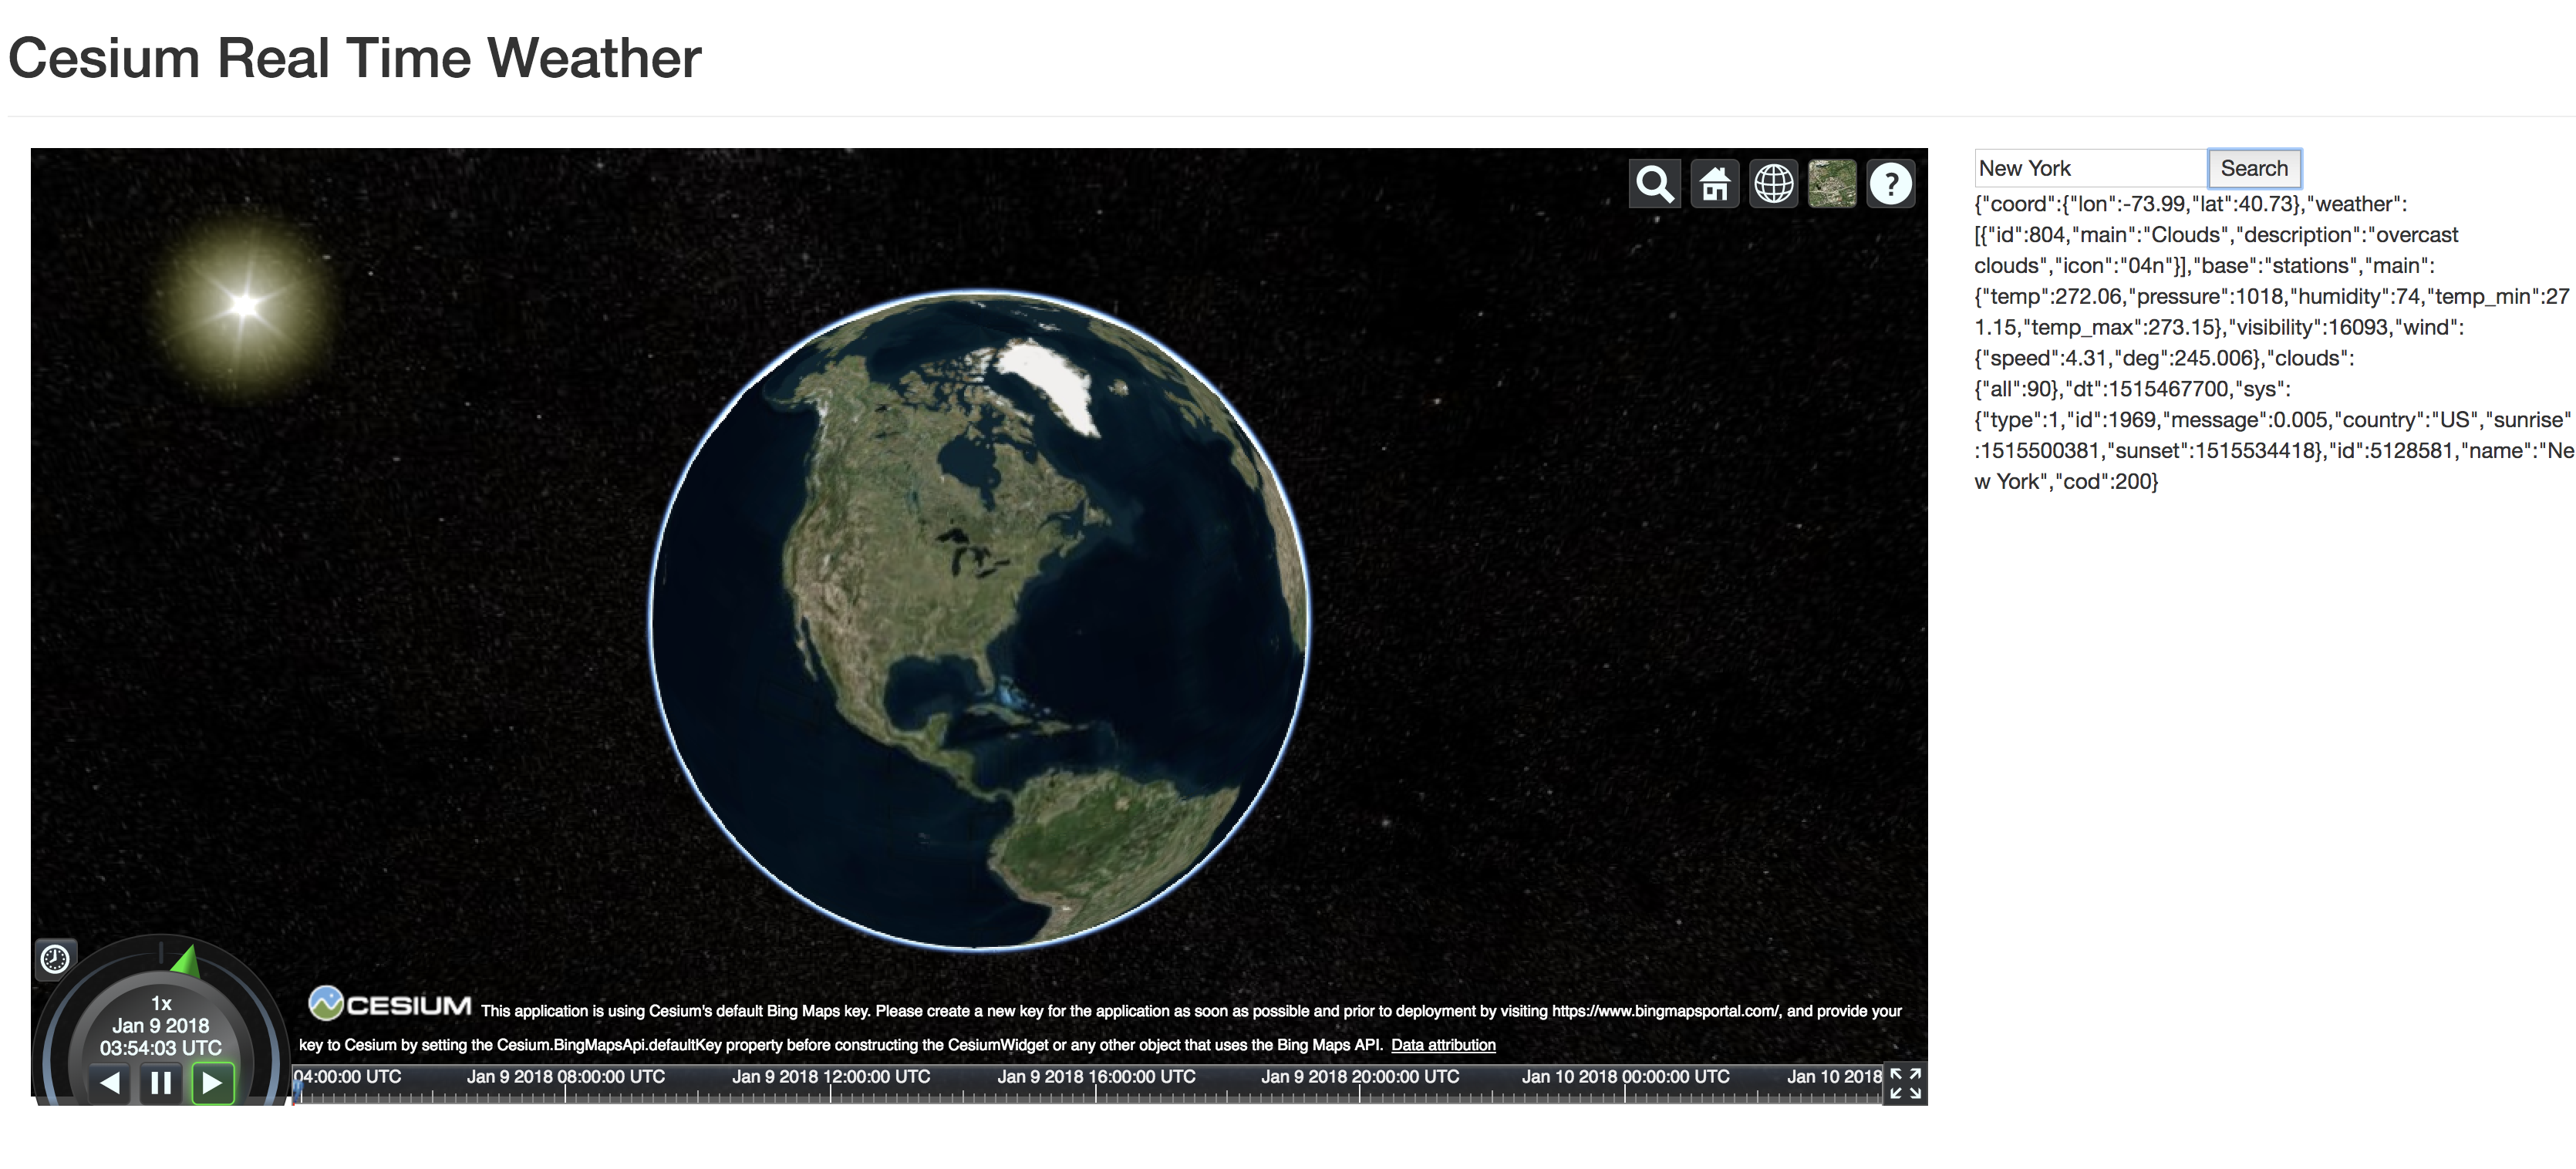 Cesium Real Time Weather
New York
Search
{"coord":{"lon":-73.99,"lat":40.73},"weather":
[{"id":804,"main":"Clouds","description":"overcast
clouds","icon":"04n"}],"base":"stations","main":
{"temp":272.06,"pressure":1018,"humidity":74,"temp_min":27
1.15,"temp_max":273.15},"visibility":16093,"wind":
{"speed":4.31,"deg":245.006},"clouds":
{"all":90},"dt":1515467700,"sys":
{"type":1,"id":1969,"message":0.005,"country":"US","sunrise"
:1515500381,"sunset":1515534418},"id":5128581,"name":"Ne
w York","cod":200}
?
1x
Jan 9 2018
03:54:03 UTC
CESIUM This application is using Cesium's default Bing Maps key. Please create a new key for the application as soon as possible and prior to deployment by visiting https://www.bingmapsportal.com/, and provide your
key to Cesium by setting the Cesium.BingMapsApi.defaultKey property before constructing the CesiumWidget or any other object that uses the Bing Maps API. Data attribution
04:00:00 UTC Jan 9 2018 08:00:00 UTC Jan 9 2018 12:00:00 UTC Jan 9 2018 16:00:00 UTC Jan 9 2018 20:00:00 UTC Jan 10 2018 00:00:00 UTC Jan 10 2018